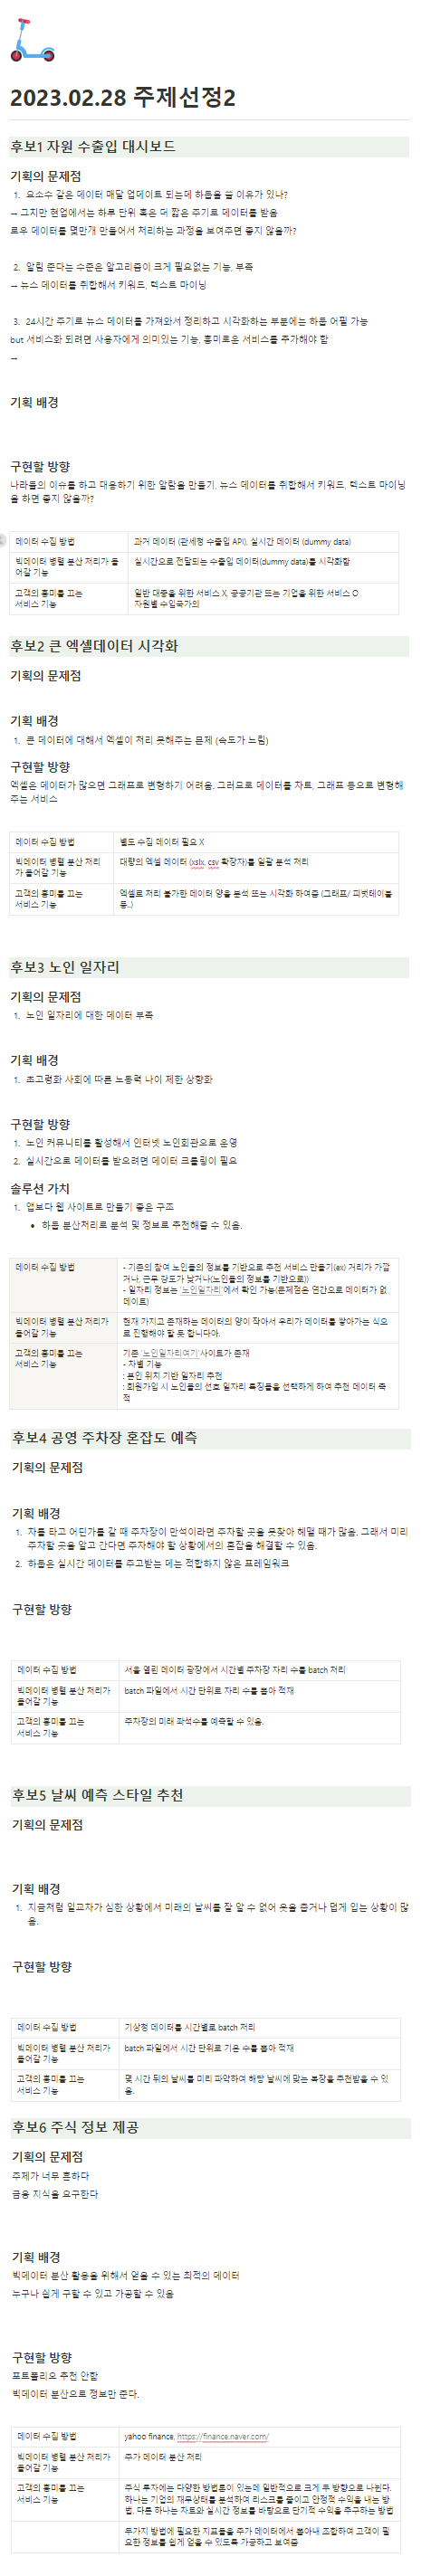 2023.02.28 주제선정2
후보1 자원 수출입 대시보드
기획의 문제점
1. 요소수 같은 데이터 매달 업데이트 되는데 하둡을 쓸 이유가 있나?
→ 그치만 현업에서는 하루 단위 혹은 더 짧은 주기로 데이터를 받음
로우 데이터를 몇만개 만들어서 처리하는 과정을 보여주면 좋지 않을까?
2. 알림 준다는 수준은 알고리즘이 크게 필요없는 기능, 부족
→ 뉴스 데이터를 취합해서 키워드, 텍스트 마이닝
3. 24시간 주기로 뉴스 데이터를 가져와서 정리하고 시각화하는 부분에는 하둡 어필 가능
but 서비스화 되려면 사용자에게 의미있는 기능, 흥미로운 서비스를 추가해야 함
→
기획 배경
구현할 방향
나라들의 이슈를 하고 대응하기 위한 알람을 만들기, 뉴스 데이터를 취합해서 키워드, 텍스트 마이닝
을 하면 좋지 않을까?
데이터 수집 방법
과거 데이터 (관세청 수출입 API), 실시간 데이터 (dummy data)
빅데이터 병렬 분산 처리가 들
어갈 기능
실시간으로 전달되는 수출입 데이터(dummy data)를 시각화함
고객의 흥미를 끄는
서비스 기능
일반 대중을 위한 서비스 X, 공공기관 또는 기업을 위한 서비스 O
자원별 수입국가의
후보2 큰 엑셀데이터 시각화
기획의 문제점
기획 배경
1. 큰 데이터에 대해서 엑셀이 처리 못해주는 문제 (속도가 느림)
구현할 방향
엑셀은 데이터가 많으면 그래프로 변형하기 어려움. 그러므로 데이터를 차트, 그래프 등으로 변형해
주는 서비스
데이터 수집 방법
별도 수집 데이터 필요 X
빅데이터 병렬 분산 처리
가 들어갈 기능
대량의 엑셀 데이터 (xslx, csv 확장자)를 일괄 분석 처리
고객의 흥미를 끄는
서비스 기능
엑셀로 처리 불가한 데이터 양을 분석 또는 시각화 하여줌 (그래프/ 피벗테이블
등..)
후보3 노인 일자리
기획의 문제점
1. 노인 일자리에 대한 데이터 부족
기획 배경
1. 초고령화 사회에 따른 노동력 나이 제한 상향화
구현할 방향
1. 노인 커뮤니티를 활성해서 인터넷 노인회관으로 운영
2. 실시간으로 데이터를 받으려면 데이터 크롤링이 필요
솔루션 가치
1. 앱보다 웹 사이트로 만들기 좋은 구조
• 하둡 분산처리로 분석 및 정보로 추천해줄 수 있음.
데이터 수집 방법
- 기존의 참여 노인들의 정보를 기반으로 추천 서비스 만들기(ex) 거리가 가깝
거나, 근무 강도가 낮거나(노인들의 정보를 기반으로))
- 일자리 정보는 '노인일자리'에서 확인 가능(문제점은 연간으로 데이터가 없
데이트)
빅데이터 병렬 분산 처리가
들어갈 기능
현재 가지고 존재하는 데이터의 양이 작아서 우리가 데이터를 쌓아가는 식으
로 진행해야 할 듯 합니다아.
고객의 흥미를 끄는
서비스 기능
기존 '노인일자리여기'사이트가 존재
- 차별 기능
: 본인 위치 기반 일자리 추천
: 회원가입 시 노인들의 선호 일자리 특징들을 선택하게 하여 추천 데이터 축
적
후보4 공영 주차장 혼잡도 예측
기획의 문제점
기획 배경
1. 차를 타고 어딘가를 갈 때 주차장이 만석이라면 주차할 곳을 못찾아 헤맬 때가 많음. 그래서 미리
주차할 곳을 알고 간다면 주차해야 할 상황에서의 혼잡을 해결할 수 있음.
2. 하둡은 실시간 데이터를 주고받는 데는 적합하지 않은 프레임워크
구현할 방향
데이터 수집 방법
서울 열린 데이터 광장에서 시간별 주차장 자리 수를 batch 처리
빅데이터 병렬 분산 처리가
들어갈 기능
batch 파일에서 시간 단위로 자리 수를 뽑아 적재
고객의 흥미를 끄는
서비스 기능
주차장의 미래 좌석수를 예측할 수 있음.
후보5 날씨 예측 스타일 추천
기획의 문제점
기획 배경
1. 지금처럼 일교차가 심한 상황에서 미래의 날씨를 잘 알 수 없어 옷을 춥거나 덥게 입는 상황이 많
음.
구현할 방향
데이터 수집 방법
기상청 데이터를 시간별로 batch 처리
빅데이터 병렬 분산 처리가
들어갈 기능
batch 파일에서 시간 단위로 기온 수를 뽑아 적재
고객의 흥미를 끄는
서비스 기능
몇 시간 뒤의 날씨를 미리 파악하여 해당 날씨에 맞는 복장을 추천받을 수 있
음.
후보6 주식 정보 제공
기획의 문제점
주제가 너무 흔하다
금융 지식을 요구한다
기획 배경
빅데이터 분산 활용을 위해서 얻을 수 있는 최적의 데이터
누구나 쉽게 구할 수 있고 가공할 수 있음
구현할 방향
포트폴리오 추천 안함
빅데이터 분산으로 정보만 준다.
데이터 수집 방법
yahoo finance, https://finance.naver.com/
빅데이터 병렬 분산 처리가
들어갈 기능
주가 데이터 분산 처리
고객의 흥미를 끄는
서비스 기능
주식 투자에는 다양한 방법론이 있는데 일반적으로 크게 두 방향으로 나뉜다.
하나는 기업의 재무상태를 분석하여 리스크를 줄이고 안정적 수익을 내는 방
법, 다른 하나는 차트와 실시간 정보를 바탕으로 단기적 수익을 추구하는 방법
두가지 방법에 필요한 지표들을 주가 데이터에서 뽑아내 조합하여 고객이 필
요한 정보를 쉽게 얻을 수 있도록 가공하고 보여줌